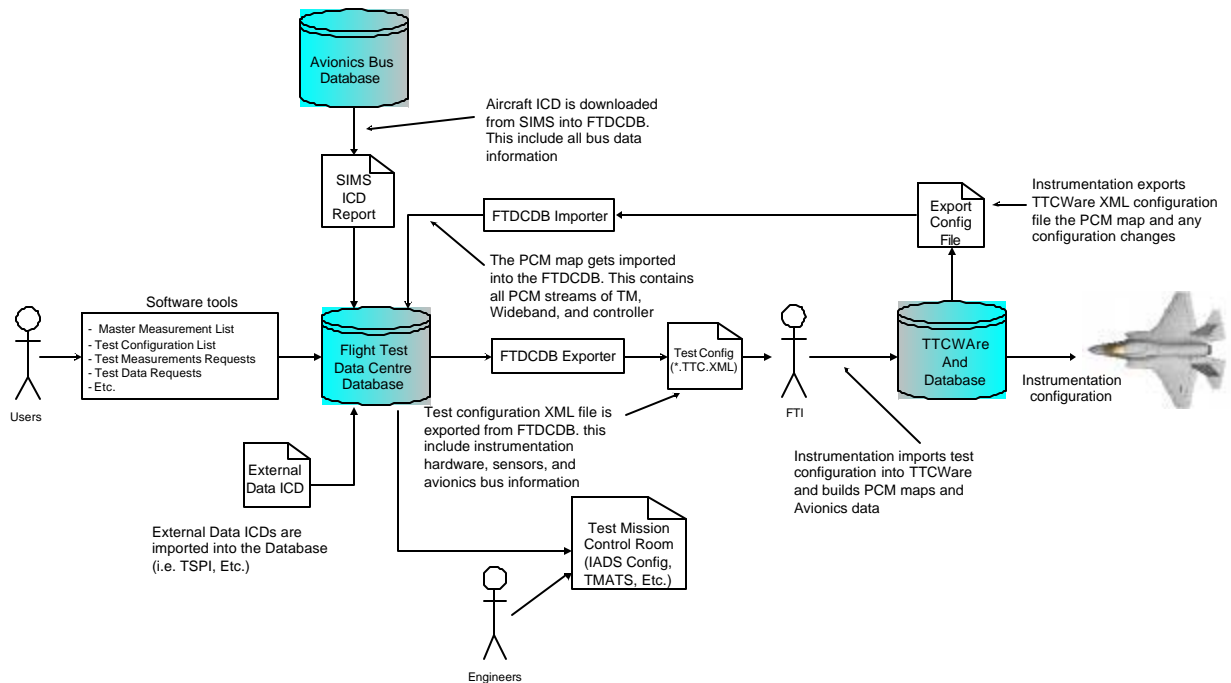 Avionics Bus
Database
Aircraft ICD is downloaded
from SIMS into FTDCDB.
This include all bus data
information
SIMS
ICD
Report
FTDCDB Importer
Export
Config
File
Instrumentation exports
TTCWare XML configuration
file the PCM map and any
configuration changes
The PCM map gets imported
into the FTDCDB. This contains
all PCM streams of TM,
Wideband, and controller
Software tools
- Master Measurement List
- Test Configuration List
- Test Measurements Requests
- Test Data Requests
- Etc.
Users
Flight Test
Data Centre
Database
FTDCDB Exporter
Test Config
(*.TTC.XML)
FTI
TTCWAre
And
Database
Instrumentation
configuration
Test configuration XML file is
exported from FTDCDB. this
include instrumentation
hardware, sensors, and
avionics bus information
Instrumentation imports test
configuration into TTCWare
and builds PCM maps and
Avionics data
External
Data ICD
External Data ICDs are
imported into the Database
(i.e. TSPI, Etc.)
Test Mission
Control Room
(IADS Config,
TMATS, Etc.)
Engineers